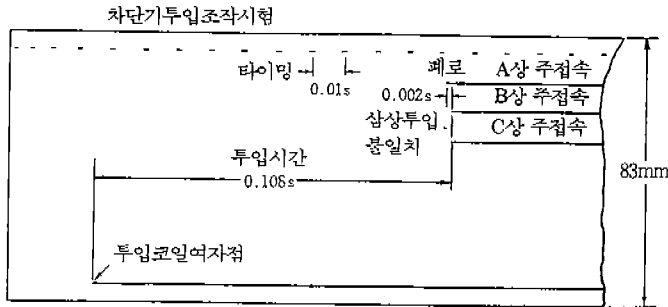 차단기투입조작시험
타이밍
0.01s
폐로
A상 주접속
0.002s
B상 주접속
삼상투입
불일치
C상 주접속
투입시간
0.108s
83mm
투입코일여자점